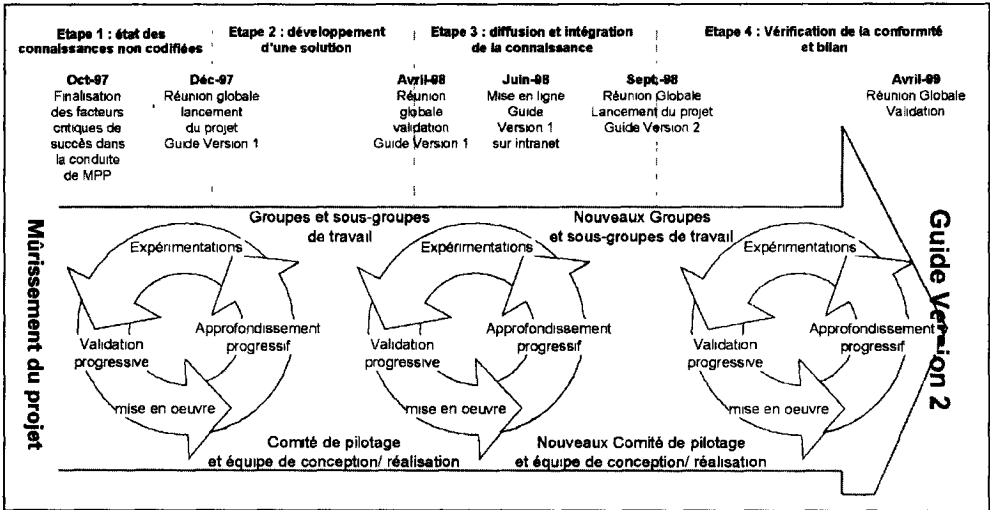 Etape 1 : état des
connaissances non codifiées
Etape 2 : développement
d'une solution
Etape 3 : diffusion et intégration
de la connaissance
Etape 4 : Vérification de la conformité
et bilan
Oct-97
Finalisation
des facteurs
critiques de
succès dans
la conduite
de MPP
Déc-97
Réunion globale
lancement
du projet
Guide Version 1
Avril-98
Réunion
globale
validation
Guide Version 1
Juin-98
Mise en ligne
Guide
Version 1
sur intranet
Sept.-98
Réunion Globale
Lancement du projet
Guide Version 2
Avril-99
Réunion Globale
Validation
Mûrissement du projet
Groupes et sous-groupes
de travail
Nouveaux Groupes
et sous-groupes de travail
Expérimentations
Approfondissement
progressif
Validation
progressive
mise en oeuvre
Expérimentations
Approfondissement
progressif
Validation
progressive
mise en oeuvre
Expérimentations
Approfondissement
progressif
Validation
progressive
mise en oeuvre
Comité de pilotage
et équipe de conception/ réalisation
Nouveaux Comité de pilotage
et équipe de conception/ réalisation
Guide Version 2